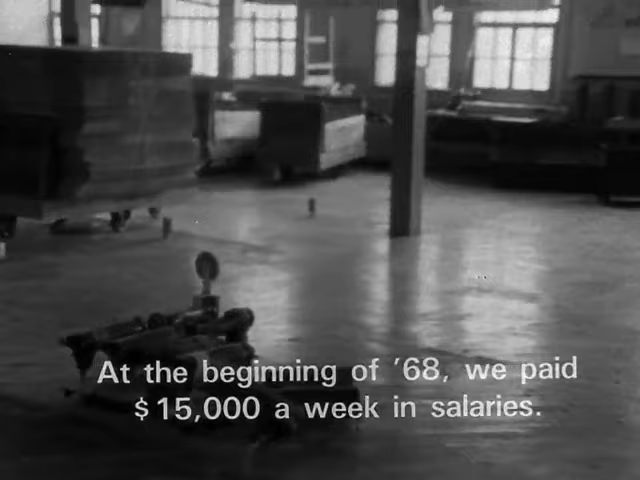 At the beginning of '68, we paid
$15,000 a week in salaries.